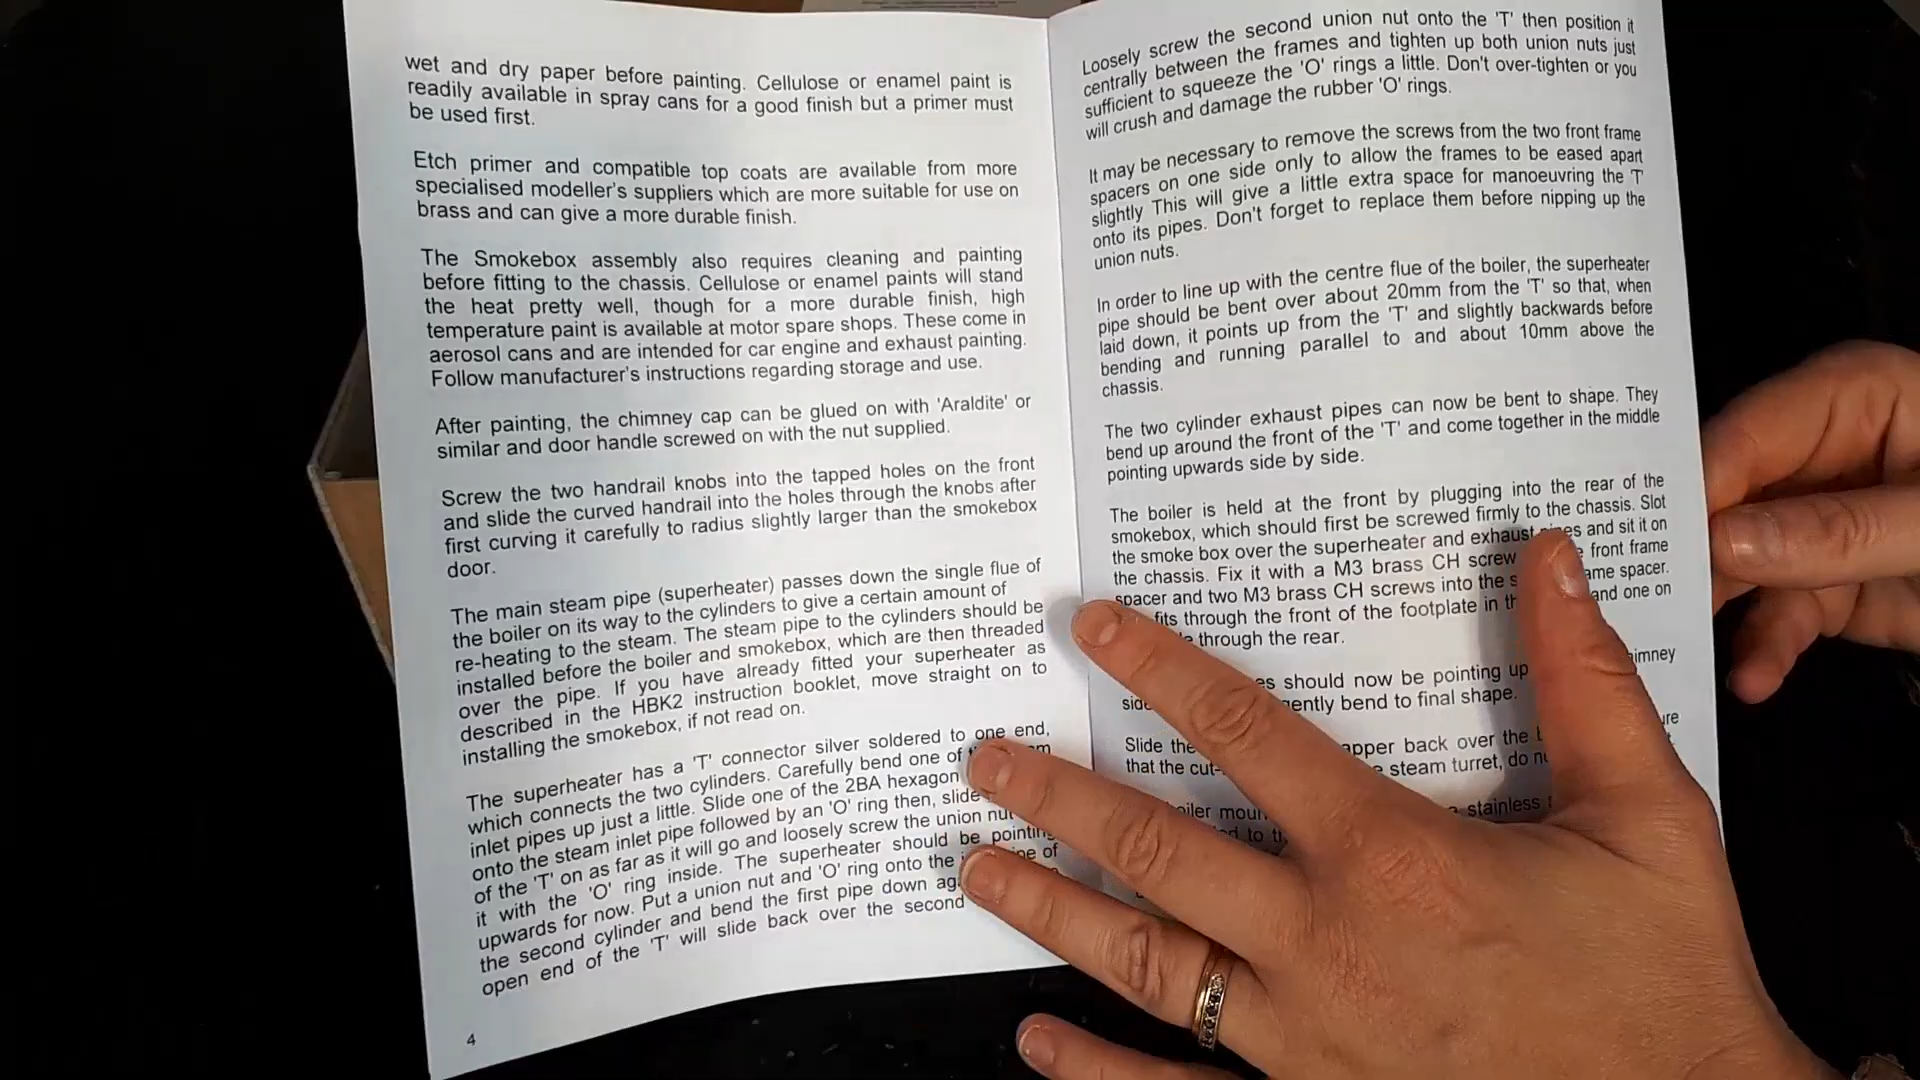 wet and dry paper before painting. Cellulose or enamel paint is
readily available in spray cans for a good finish but a primer must
be used first.
Etch primer and compatible top coats are available from more
specialised modeller's suppliers which are more suitable for use on
brass and can give a more durable finish.
The Smokebox assembly also requires cleaning and painting
before fitting to the chassis. Cellulose or enamel paints will stand
the heat pretty well, though for a more durable finish, high
temperature paint is available at motor spare shops. These come in
aerosol cans and are intended for car engine and exhaust painting.
Follow manufacturer's instructions regarding storage and use.
After painting, the chimney cap can be glued on with 'Araldite' or
similar and door handle screwed on with the nut supplied.
Screw the two handrail knobs into the tapped holes on the front
and slide the curved handrail into the holes through the knobs after
first curving it carefully to radius slightly larger than the smokebox
door.
The main steam pipe (superheater) passes down the single flue of
the boiler on its way to the cylinders to give a certain amount of
re-heating to the steam. The steam pipe to the cylinders should be
installed before the boiler and smokebox, which are then threaded
over the pipe. If you have already fitted your superheater as
described in the HBK2 instruction booklet, move straight on to
installing the smokebox, if not read on.
The superheater has a 'T' connector silver soldered to one end,
which connects the two cylinders. Carefully bend one of
inlet pipes up just a little. Slide one of the 2BA hexagon
onto the steam inlet pipe followed by an 'O' ring then, slide
of the 'T' on as far as it will go and loosely screw the union nut
it with the 'O' ring inside. The superheater should be pointing
upwards for now. Put a union nut and 'O' ring onto the of
the second cylinder and bend the first pipe down
open end of the 'T' will slide back over the second
4
Loosely screw the second union nut onto the 'T' then position it
centrally between the frames and tighten up both union nuts just
sufficient to squeeze the 'O' rings a little. Don't over-tighten or you
will crush and damage the rubber 'O' rings.
It may be necessary to remove the screws from the two front frame
spacers on one side only to allow the frames to be eased apart
slightly This will give a little extra space for manoeuvring the 'T'
onto its pipes. Don't forget to replace them before nipping up the
union nuts.
In order to line up with the centre flue of the boiler, the superheater
pipe should be bent over about 20mm from the 'T' so that, when
laid down, it points up from the 'T' and slightly backwards before
bending and running parallel to and about 10mm above the
chassis.
The two cylinder exhaust pipes can now be bent to shape. They
bend up around the front of the 'T' and come together in the middle
pointing upwards side by side.
The boiler is held at the front by plugging into the rear of the
smokebox, which should first be screwed firmly to the chassis. Slot
the smoke box over the superheater and exhaust pipes and sit it on
the chassis. Fix it with a M3 brass CH screw front frame
spacer and two M3 brass CH screws into the spacer.
fits through the front of the footplate in and one on
through the rear.
should now be pointing up chimney
gently bend to final shape.
Slide the back over the
that the steam turret, do
stainless
to